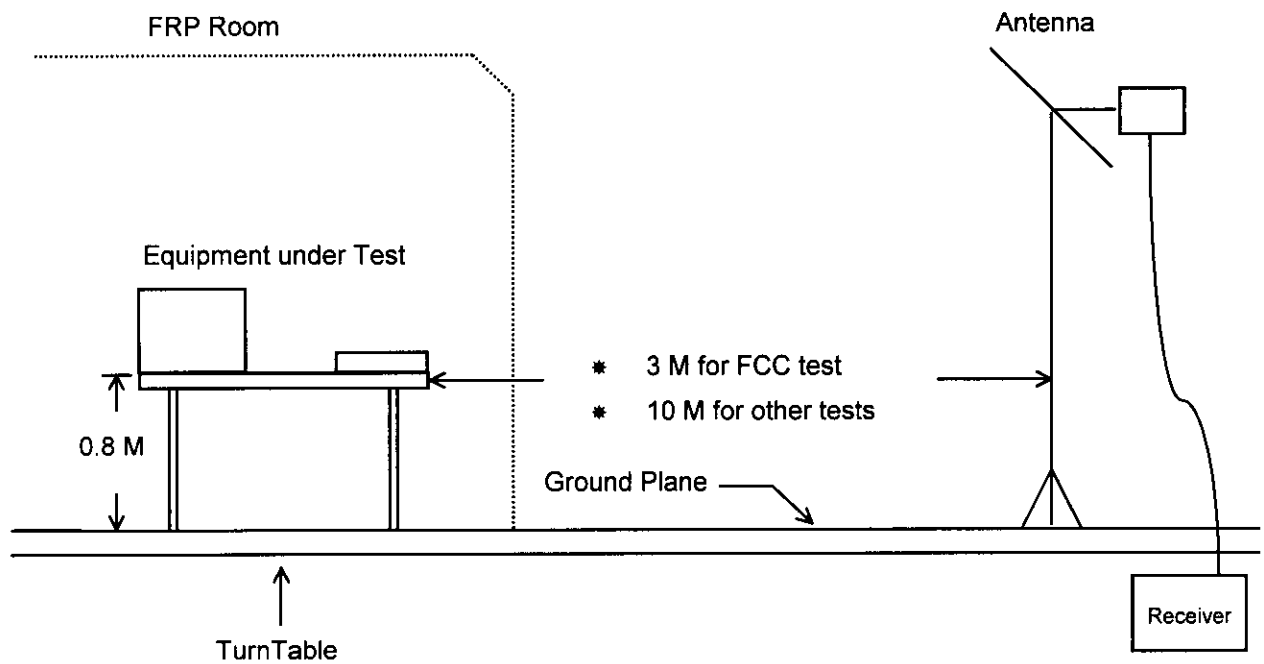 FRP Room
Antenna
Equipment under Test
✷ 3 M for FCC test
✷ 10 M for other tests
0.8 M
Ground Plane
Receiver
TurnTable